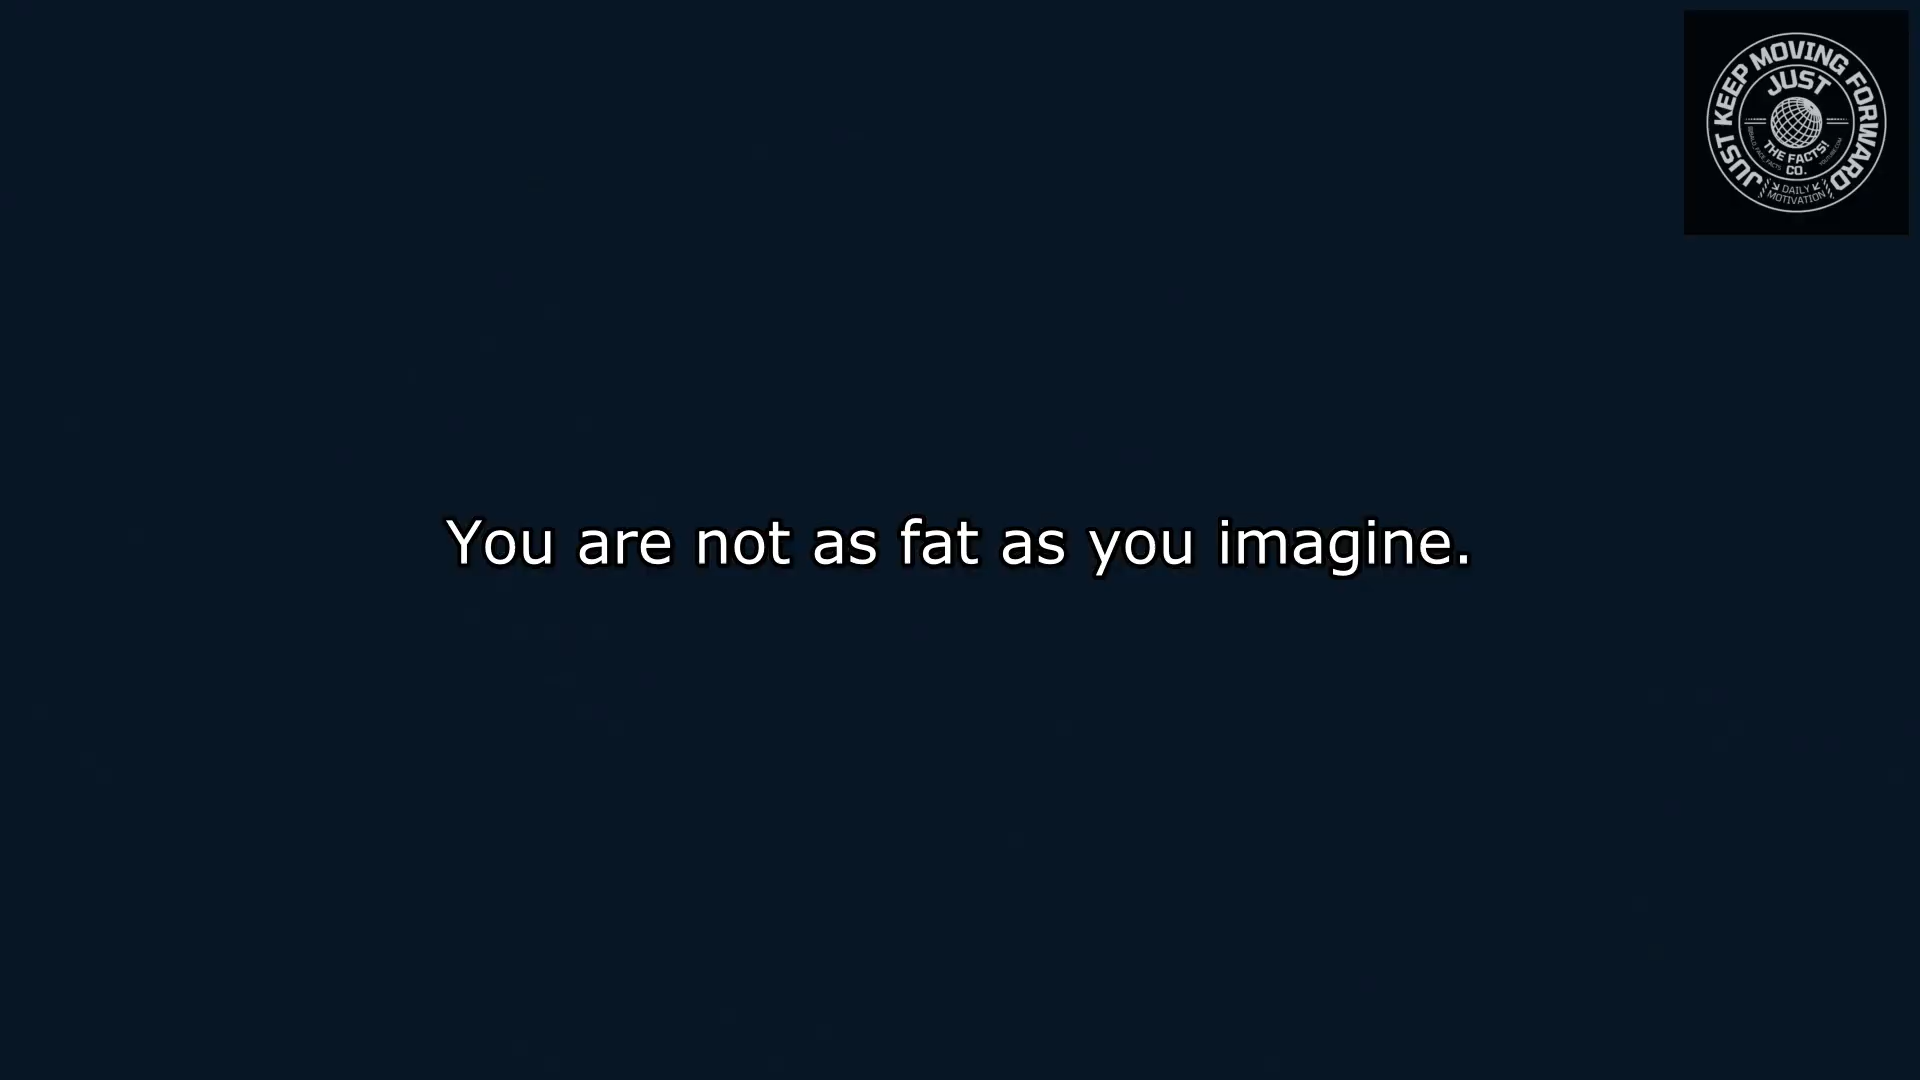 JUST KEEP MOVING FORWARD
JUST
THE FACTS!
CO.
DAILY
MOTIVATION
You are not as fat as you imagine.